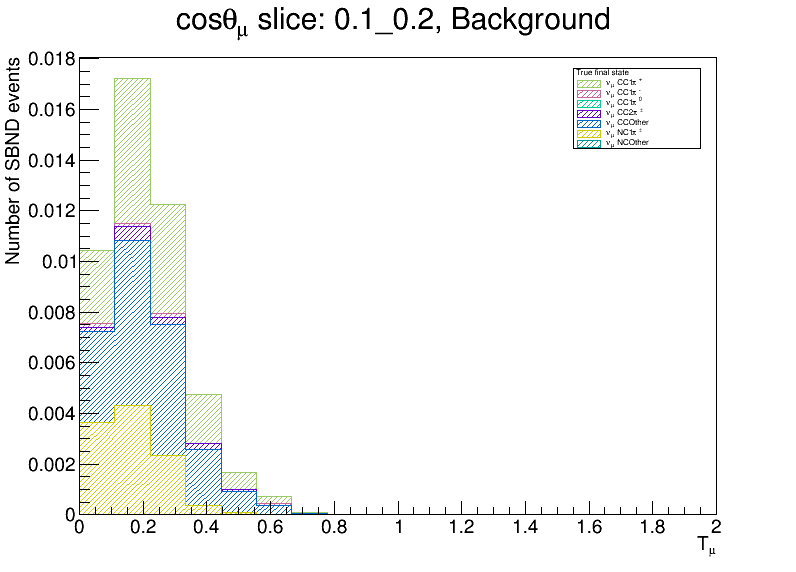 cosθμ slice: 0.1_0.2, Background
Number of SBND events
0.018
0.016
0.014
0.012
0.01
0.008
0.006
0.004
0.002
0
True final state
νμ CC1π+
νμ CC1π-
νμ CC1π0
νμ CC2π±
νμ CCOther
νμ NC1π±
νμ NCOther
0 0.2 0.4 0.6 0.8 1 1.2 1.4 1.6 1.8 2
Tμ